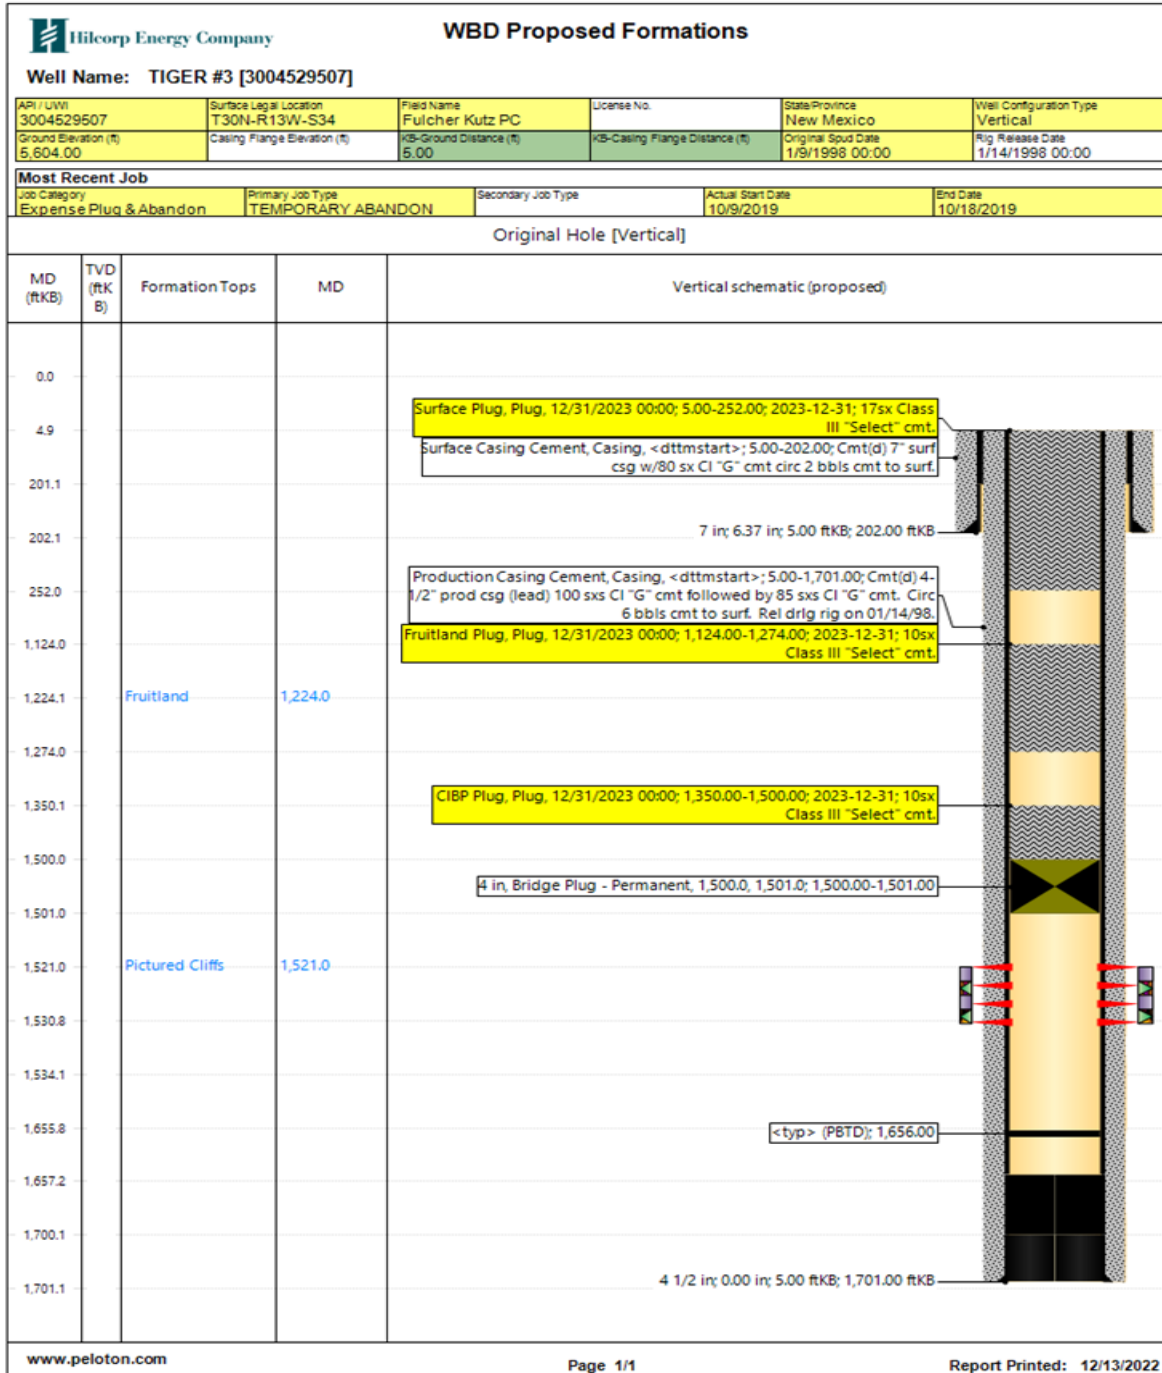 Hilcorp Energy Company
WBD Proposed Formations
Well Name: TIGER #3 [3004529507]
API / UWI
3004529507
Surface Legal Location
T30N-R13W-S34
Field Name
Fulcher Kutz PC
License No.
State/Province
New Mexico
Well Configuration Type
Vertical
Ground Elevation (ft)
5,604.00
Casing Flange Elevation (ft)
KB-Ground Distance (ft)
5.00
KB-Casing Flange Distance (ft)
Original Spud Date
1/9/1998 00:00
Rig Release Date
1/14/1998 00:00
Most Recent Job
Job Category
Expense Plug & Abandon
Primary Job Type
TEMPORARY ABANDON
Secondary Job Type
Actual Start Date
10/9/2019
End Date
10/18/2019
Original Hole [Vertical]
MD
(ftKB)
TVD
(ftK
B)
Formation Tops
MD
Vertical schematic (proposed)
0.0
Surface Plug, Plug, 12/31/2023 00:00; 5.00-252.00; 2023-12-31; 17sx Class
III "Select" cmt.
4.9
Surface Casing Cement, Casing, <dttmstart>; 5.00-202.00; Cmt(d) 7" surf
csg w/80 sx Cl "G" cmt circ 2 bbls cmt to surf.
201.1
7 in; 6.37 in; 5.00 ftKB; 202.00 ftKB
202.1
Production Casing Cement, Casing, <dttmstart>; 5.00-1,701.00; Cmt(d) 4-
1/2" prod csg (lead) 100 sxs Cl "G" cmt followed by 85 sxs Cl "G" cmt. Circ
6 bbls cmt to surf. Rel drlg rig on 01/14/98.
252.0
Fruitland Plug, Plug, 12/31/2023 00:00; 1,124.00-1,274.00; 2023-12-31; 10sx
Class III "Select" cmt.
1,124.0
1,224.1
Fruitland
1,224.0
1,274.0
CIBP Plug, Plug, 12/31/2023 00:00; 1,350.00-1,500.00; 2023-12-31; 10sx
Class III "Select" cmt.
1,350.1
1,500.0
4 in, Bridge Plug - Permanent, 1,500.0, 1,501.0; 1,500.00-1,501.00
1,501.0
1,521.0
Pictured Cliffs
1,521.0
1,530.8
1,534.1
1,655.8
<typ> (PBTD); 1,656.00
1,657.2
1,700.1
4 1/2 in; 0.00 in; 5.00 ftKB; 1,701.00 ftKB
1,701.1
www.peloton.com
Page 1/1
Report Printed: 12/13/2022